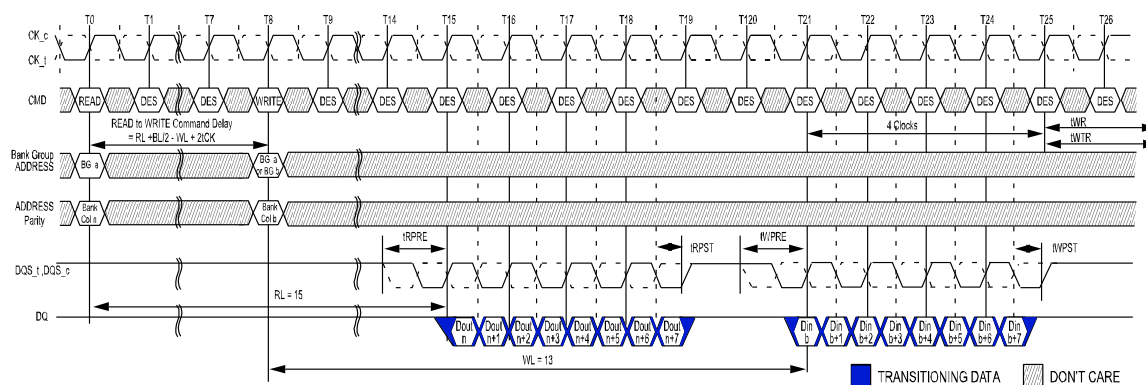 T0 T1 T7 T8 T9 T14 T15 T16 T17 T18 T19 T120 T21 T22 T23 T24 T25 T26
CK_c
CK_t
CMD READ DES DES WRITE DES DES DES DES DES DES DES DES DES DES DES DES DES DES
READ to WRITE Command Delay
= RL +BL/2 - WL + 2tCK
4 Clocks
tWR
tWTR
Bank Group
ADDRESS
BG a
BG a
or BG b
ADDRESS
Parity
Bank
Col n
Bank
Col b
tRPRE tRPST tWPRE tWPST
DQS_t ,DQS_c
RL = 15
DQ
Dout Dout Dout Dout Dout Dout Dout Dout Din Din Din Din Din Din Din Din
n n+1 n+2 n+3 n+4 n+5 n+6 n+7 b b+1 b+2 b+3 b+4 b+5 b+6 b+7
WL = 13
TRANSITIONING DATA DON'T CARE